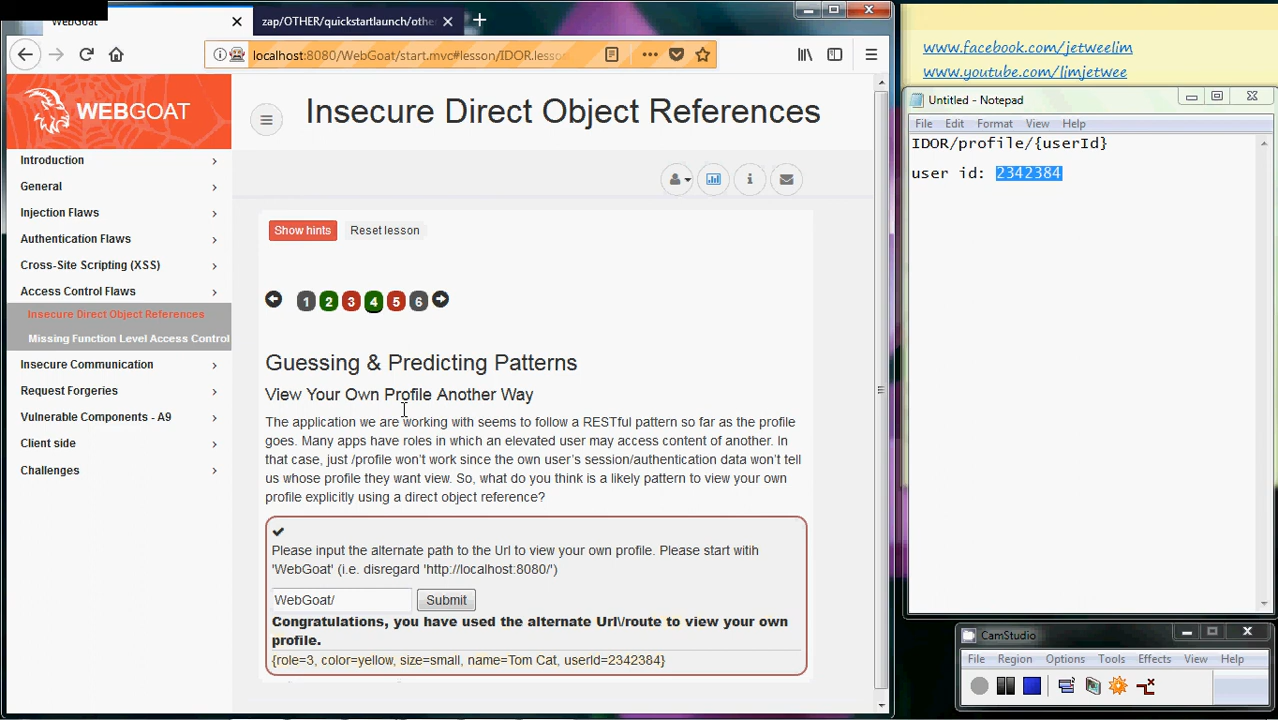 WebGoat
zap/OTHER/quickstartlaunch/othe
localhost:8080/WebGoat/start.mvc#lesson/IDOR.lesso
WEBGOAT
Introduction
General
Injection Flaws
Authentication Flaws
Cross-Site Scripting (XSS)
Access Control Flaws
Insecure Direct Object References
Missing Function Level Access Control
Insecure Communication
Request Forgeries
Vulnerable Components - A9
Client side
Challenges
Insecure Direct Object References
Show hints Reset lesson
1 2 3 4 5 6
Guessing & Predicting Patterns
View Your Own Profile Another Way
The application we are working with seems to follow a RESTful pattern so far as the profile
goes. Many apps have roles in which an elevated user may access content of another. In
that case, just /profile won't work since the own user's session/authentication data won't tell
us whose profile they want view. So, what do you think is a likely pattern to view your own
profile explicitly using a direct object reference?
Please input the alternate path to the Url to view your own profile. Please start witih
'WebGoat' (i.e. disregard 'http://localhost:8080/')
WebGoat/ Submit
Congratulations, you have used the alternate Url\/route to view your own
profile.
{role=3, color=yellow, size=small, name=Tom Cat, userId=2342384}
www.facebook.com/jetweelim
www.youtube.com/limjetwee
Untitled - Notepad
File Edit Format View Help
IDOR/profile/{userId}
user id: 2342384
CamStudio
File Region Options Tools Effects View Help